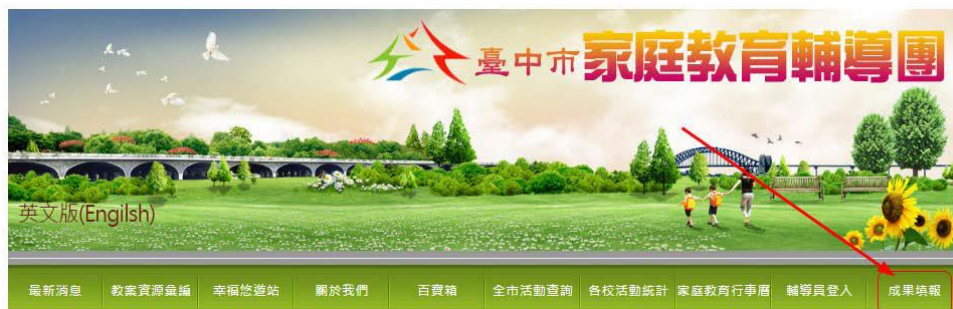 臺中市家庭教育輔導團
英文版(Engilsh)
最新消息 教案資源彙編 幸福悠遊站 關於我們 百寶箱 全市活動查詢 各校活動統計 家庭教育行事曆 輔導員登入 成果填報